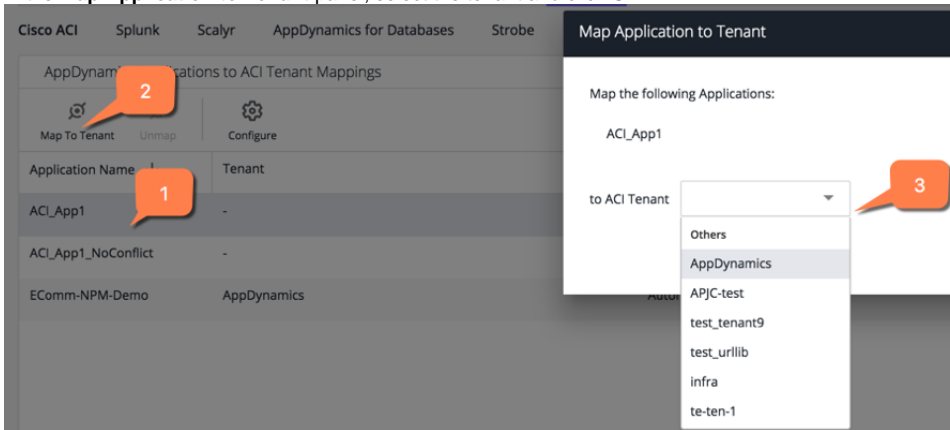 Cisco ACI Splunk Scalyr AppDynamics for Databases Strobe
AppDynam cations to ACI Tenant Mappings
2
Map To Tenant Unmap Configure
Application Name Tenant
1
ACI_App1 -
ACI_App1_NoConflict -
EComm-NPM-Demo AppDynamics
Map Application to Tenant
Map the following Applications:
ACI_App1
to ACI Tenant
3
Others
AppDynamics
APJC-test
test_tenant9
test_urllib
infra
te-ten-1